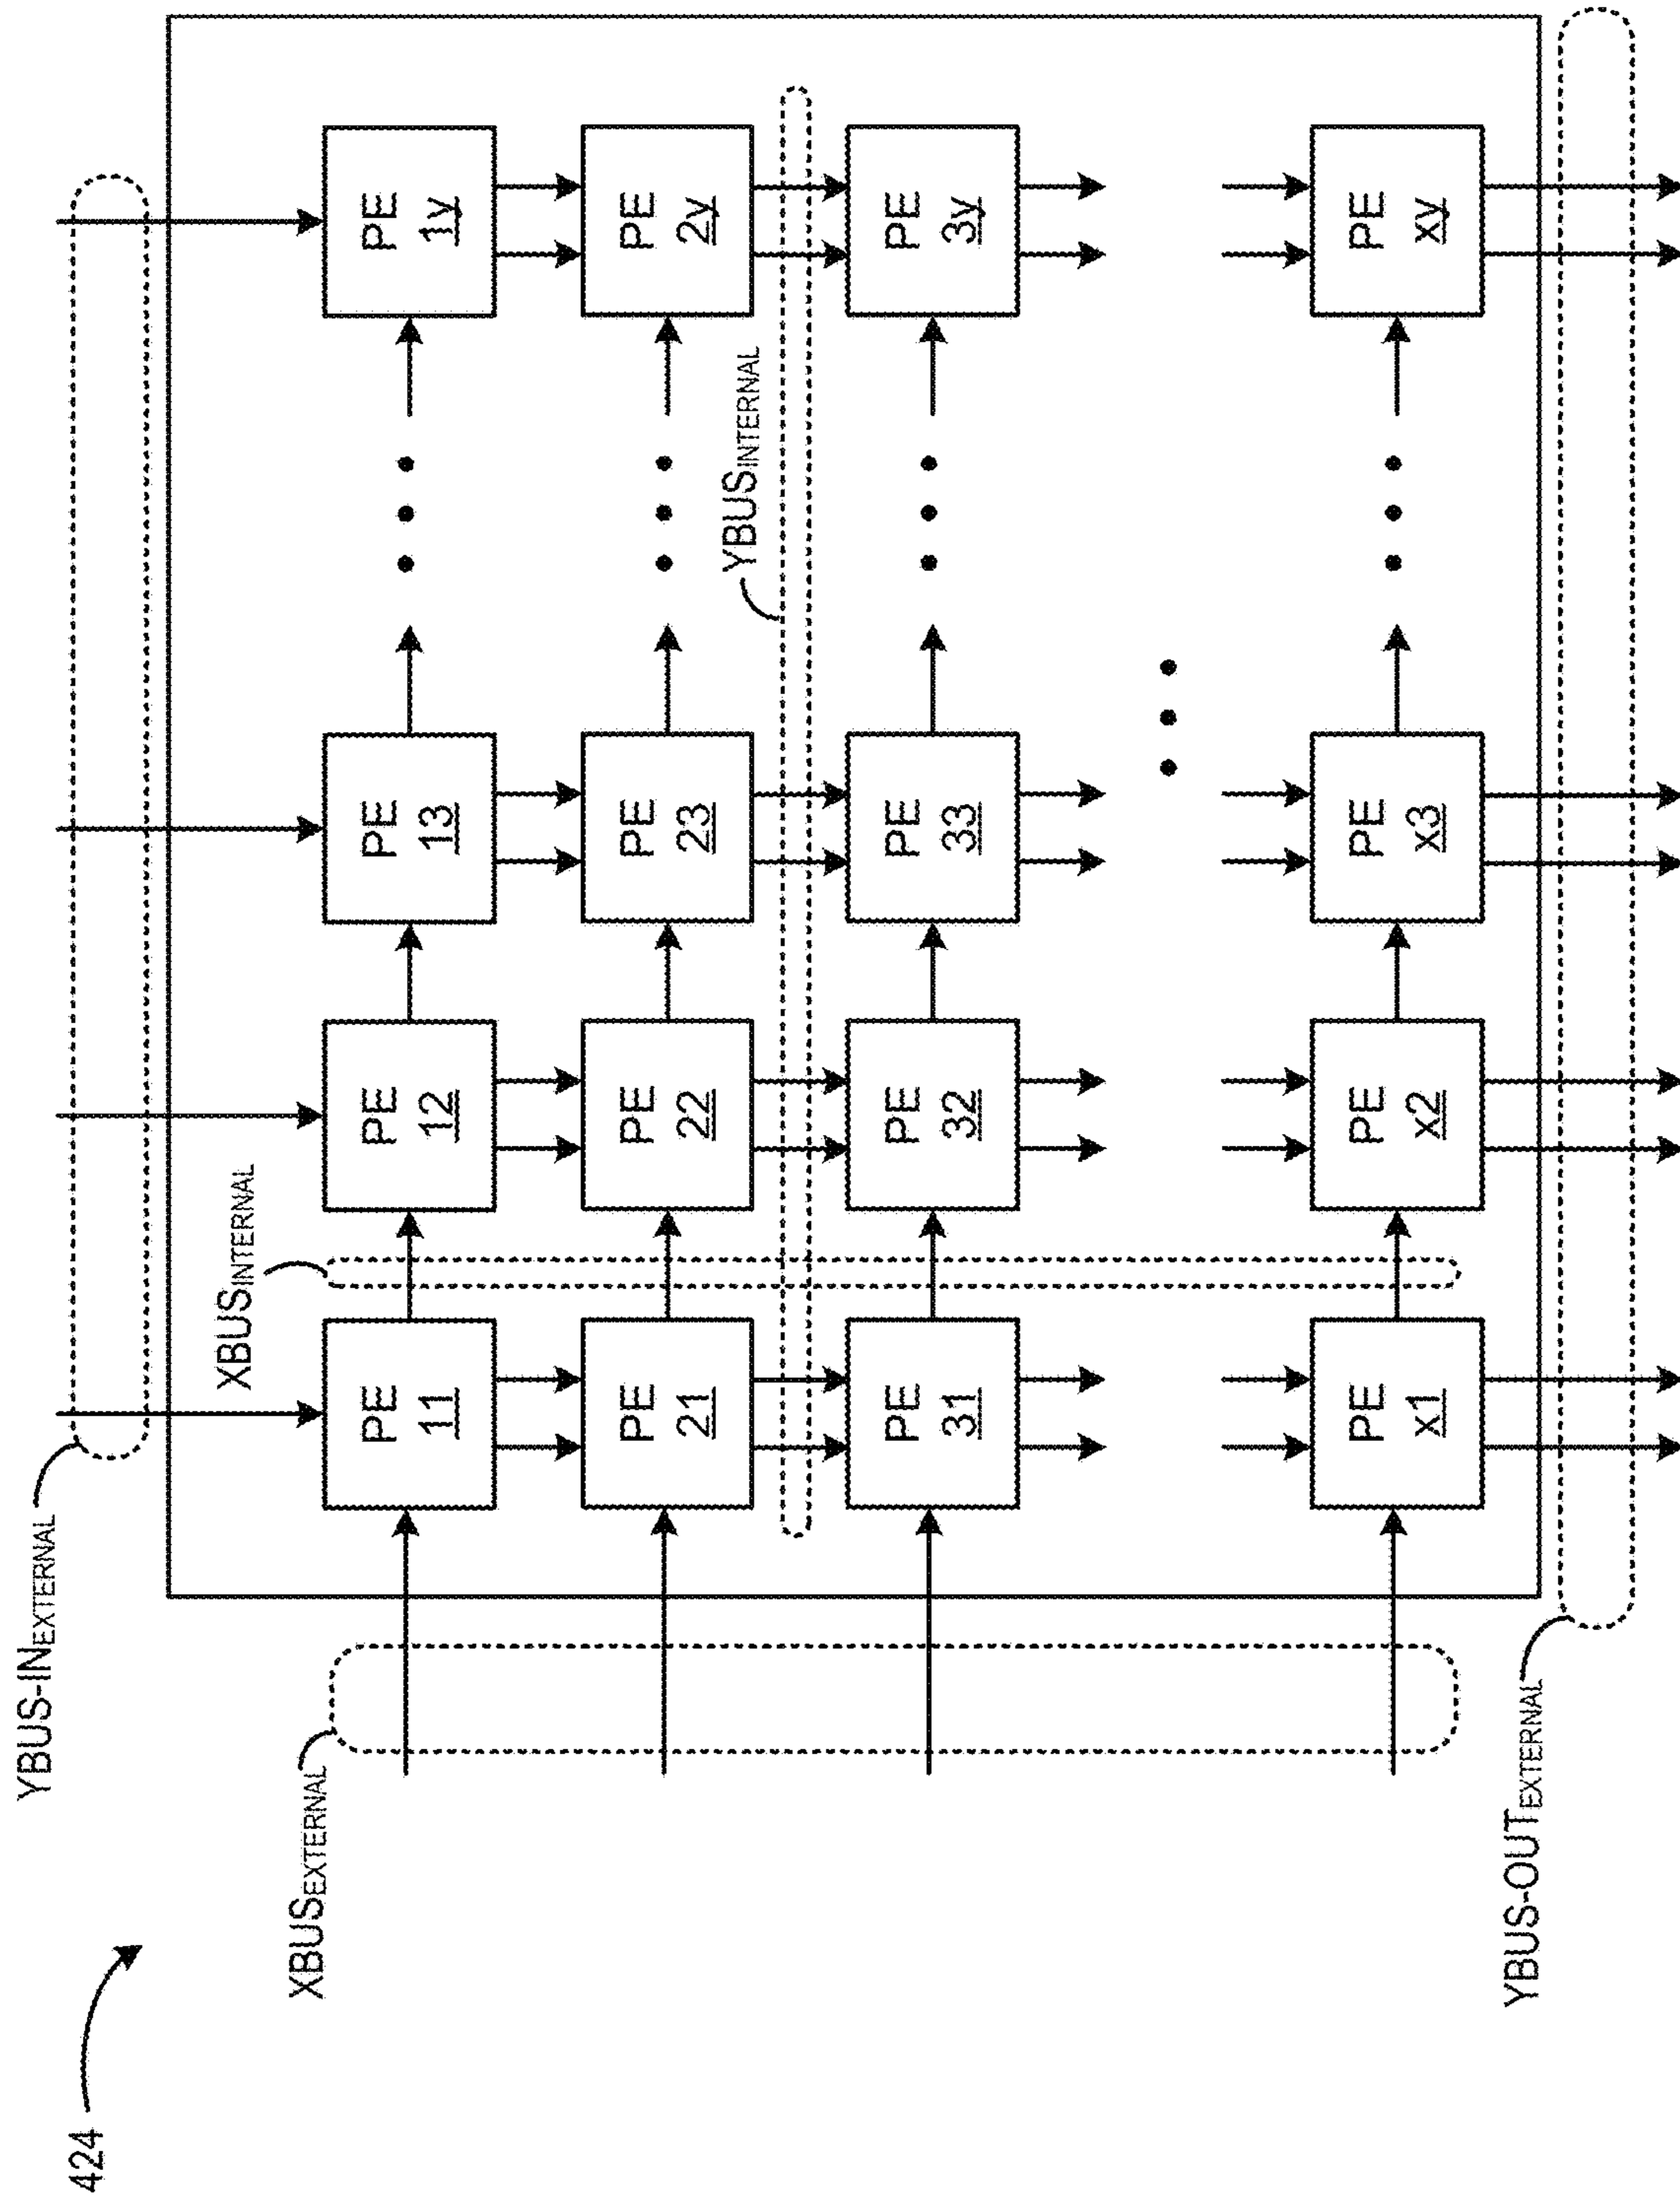 424
YBUS-INEXTERNAL
XBUSEXTERNAL
XBUSINTERNAL
YBUSINTERNAL
YBUS-OUTEXTERNAL
PE 11
PE 12
PE 13
PE 1y
PE 21
PE 22
PE 23
PE 2y
PE 31
PE 32
PE 33
PE 3y
PE x1
PE x2
PE x3
PE xy